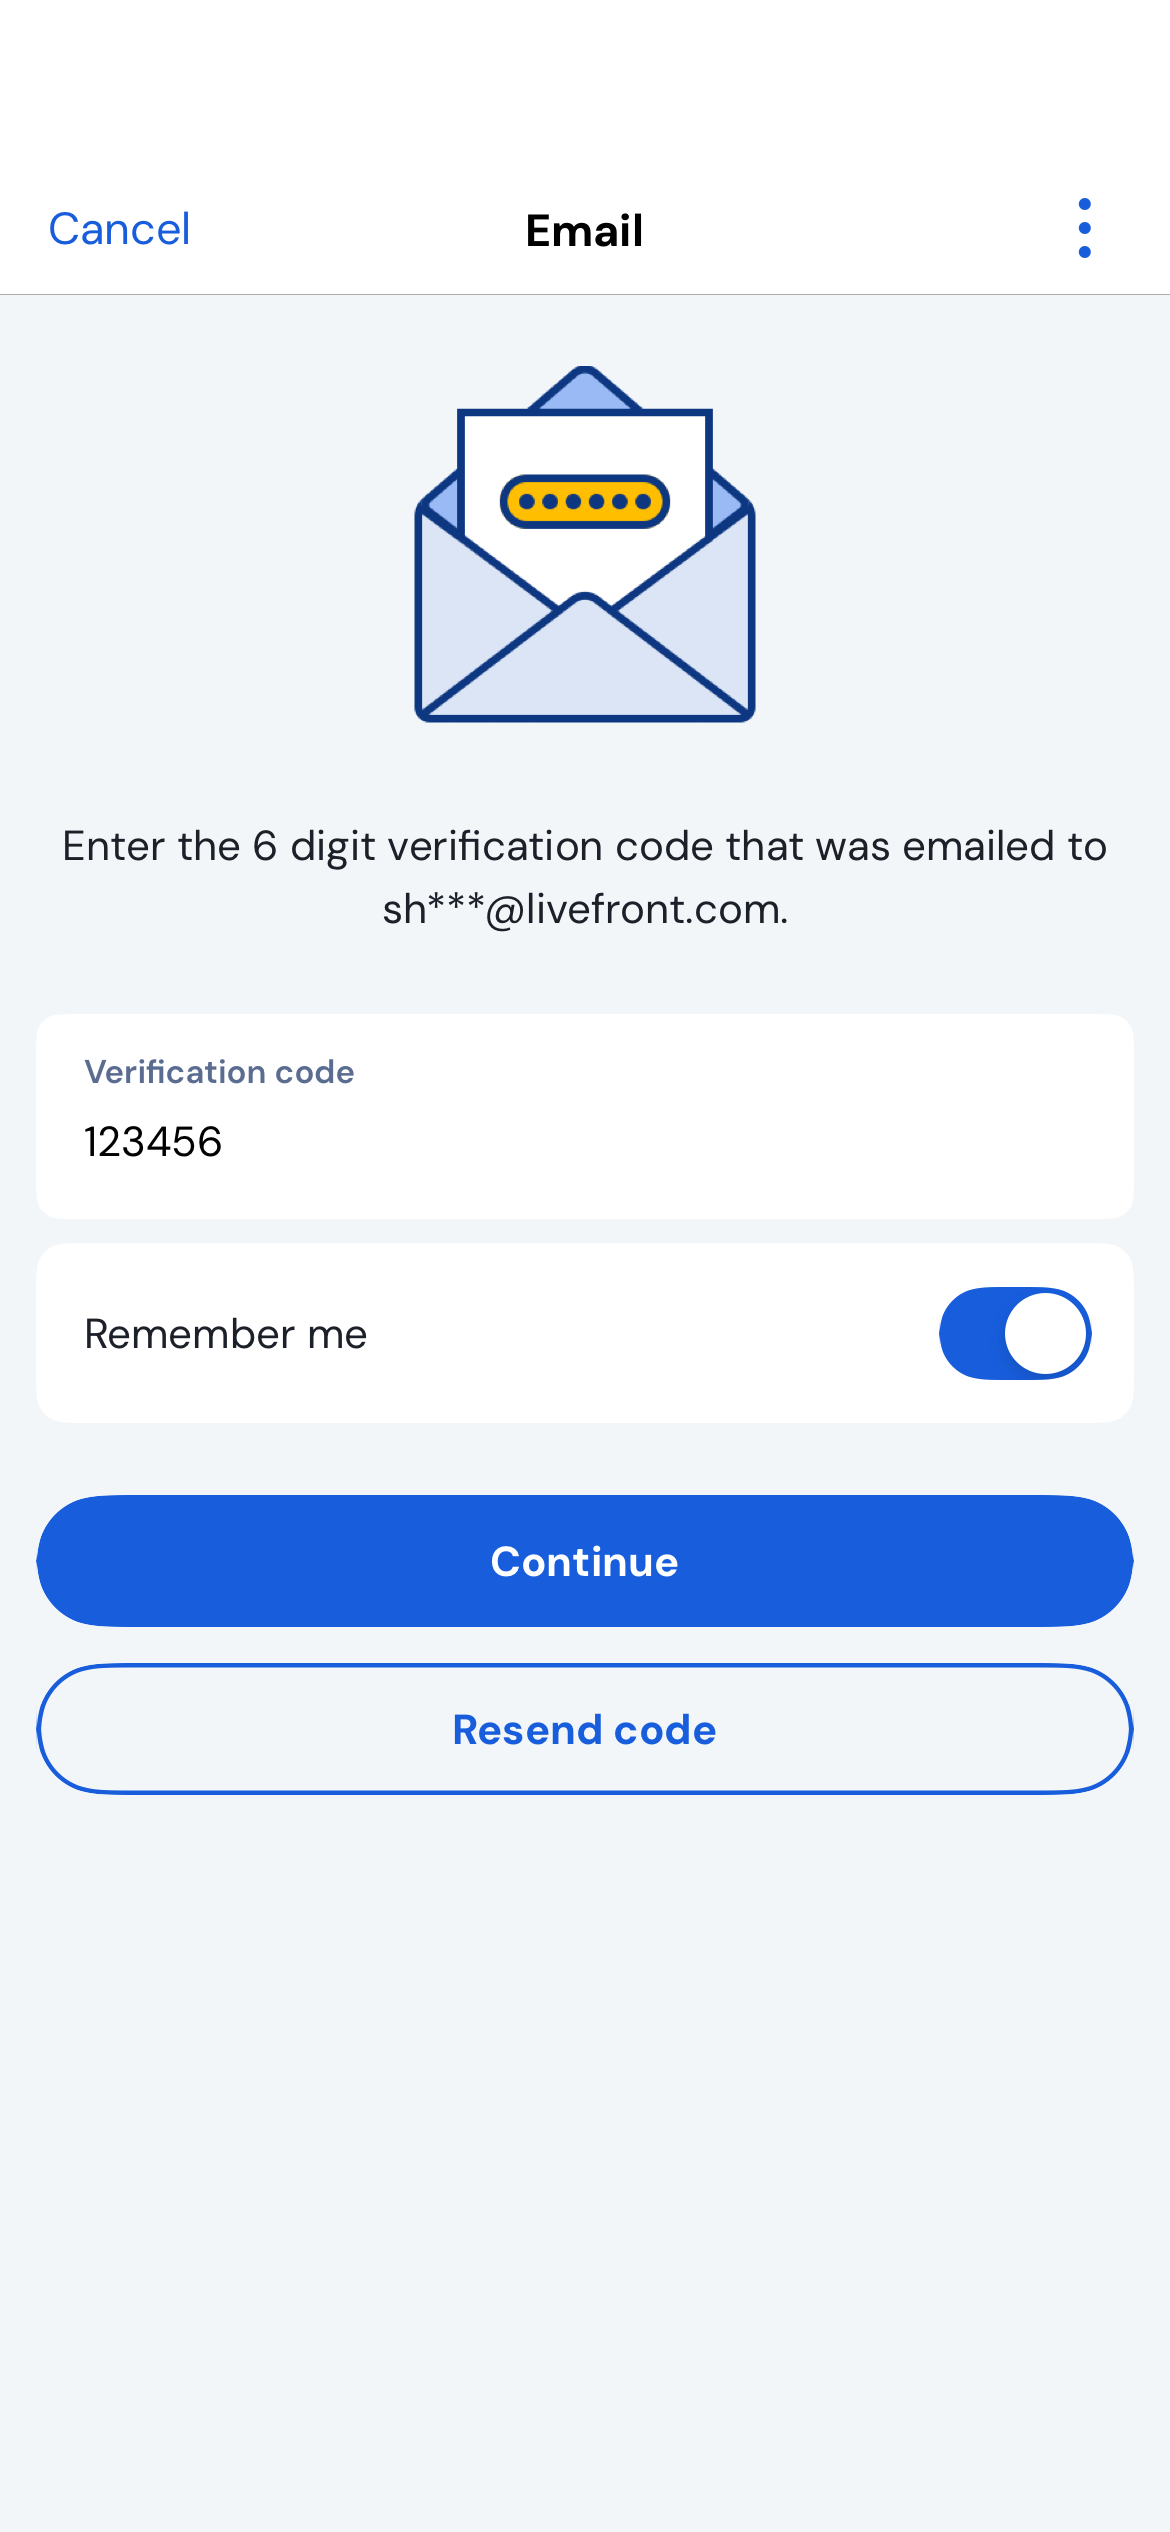 Cancel
Email
Enter the 6 digit verification code that was emailed to
sh***@livefront.com.
Verification code
123456
Remember me
Continue
Resend code